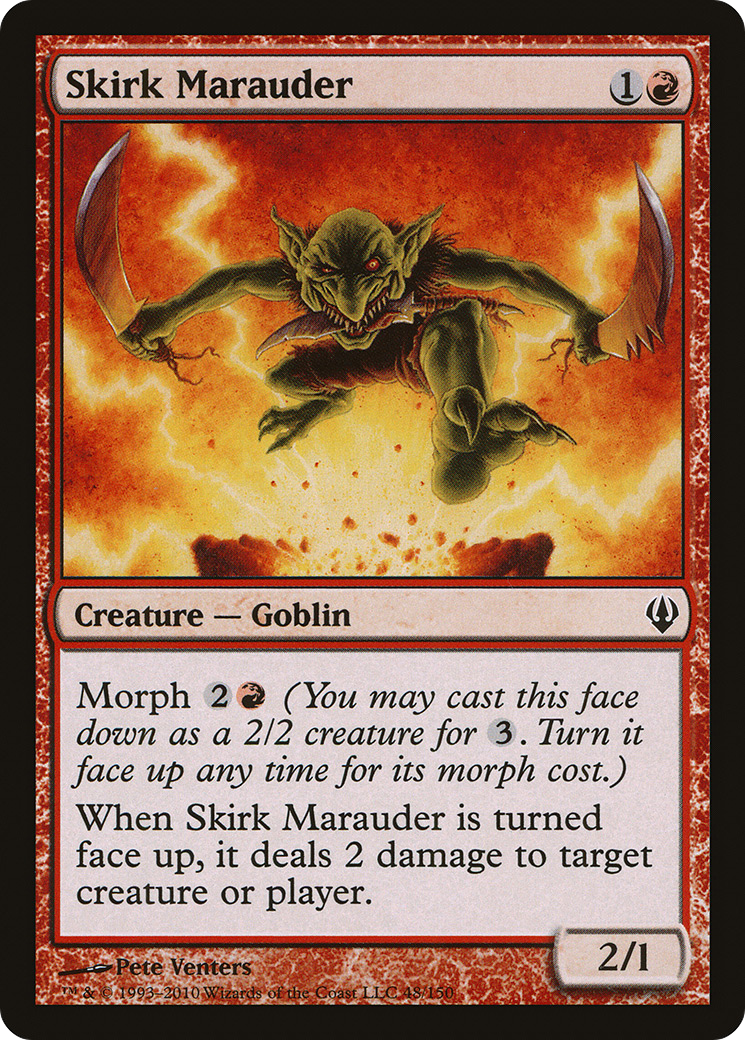 Skirk Marauder 1
Creature — Goblin
Morph 2 (You may cast this face
down as a 2/2 creature for 3. Turn it
face up any time for its morph cost.)
When Skirk Marauder is turned
face up, it deals 2 damage to target
creature or player.
2/1
Pete Venters
™ & © 1993–2010 Wizards of the Coast LLC 48/150